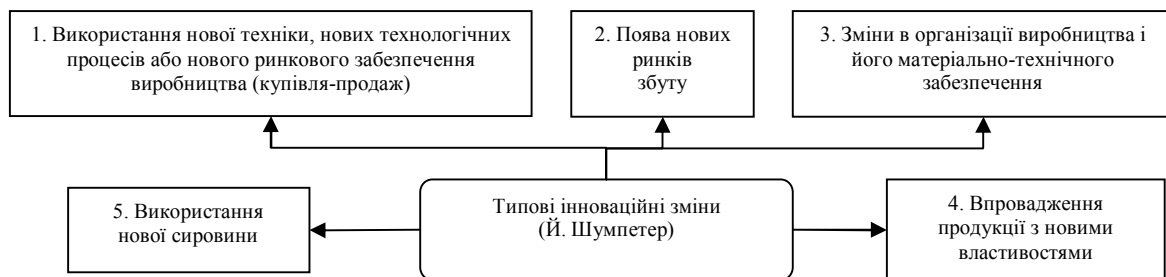 1. Використання нової техніки, нових технологічних
процесів або нового ринкового забезпечення
виробництва (купівля-продаж)
2. Поява нових
ринків
збуту
3. Зміни в організації виробництва і
його матеріально-технічного
забезпечення
5. Використання
нової сировини
Типові інноваційні зміни
(Й. Шумпетер)
4. Впровадження
продукції з новими
властивостями